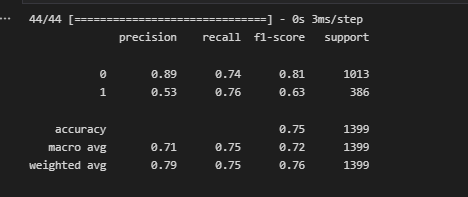 ··· 44/44 [==============================] - 0s 3ms/step
precision recall f1-score support
0 0.89 0.74 0.81 1013
1 0.53 0.76 0.63 386
accuracy 0.75 1399
macro avg 0.71 0.75 0.72 1399
weighted avg 0.79 0.75 0.76 1399